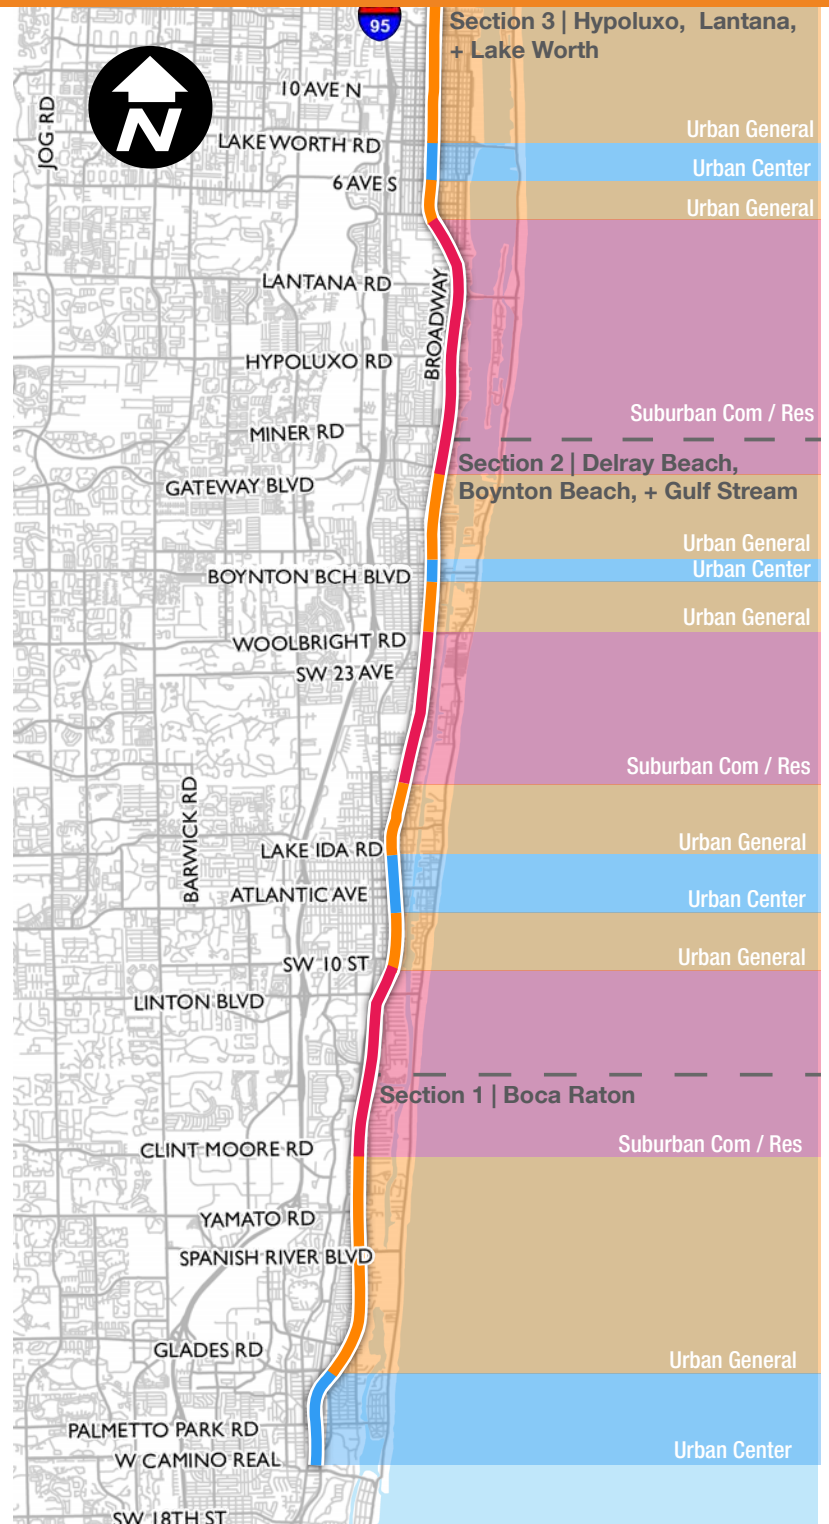 95
Section 3 | Hypoluxo, Lantana,
+ Lake Worth
N
10 AVE N
JOG RD
Urban General
LAKE WORTH RD
Urban Center
6 AVE S
Urban General
LANTANA RD
BROADWAY
HYPOLUXO RD
Suburban Com / Res
MINER RD
Section 2 | Delray Beach,
Boynton Beach, + Gulf Stream
GATEWAY BLVD
Urban General
Urban Center
BOYNTON BCH BLVD
Urban General
WOOLBRIGHT RD
SW 23 AVE
Suburban Com / Res
BARWICK RD
Urban General
LAKE IDA RD
ATLANTIC AVE
Urban Center
Urban General
SW 10 ST
LINTON BLVD
Section 1 | Boca Raton
Suburban Com / Res
CLINT MOORE RD
YAMATO RD
SPANISH RIVER BLVD
GLADES RD
Urban General
PALMETTO PARK RD
Urban Center
W CAMINO REAL
SW 18TH ST